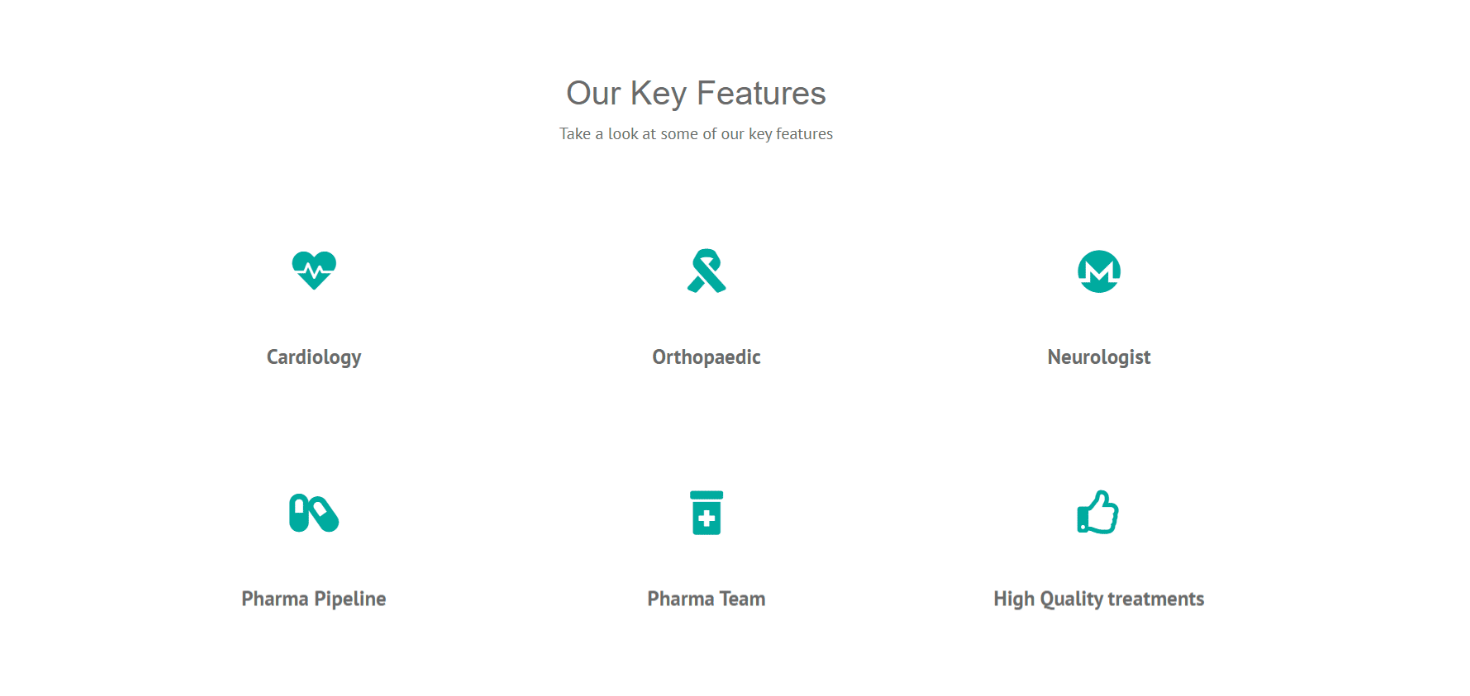 Our Key Features
Take a look at some of our key features
Cardiology
Orthopaedic
Neurologist
Pharma Pipeline
Pharma Team
High Quality treatments